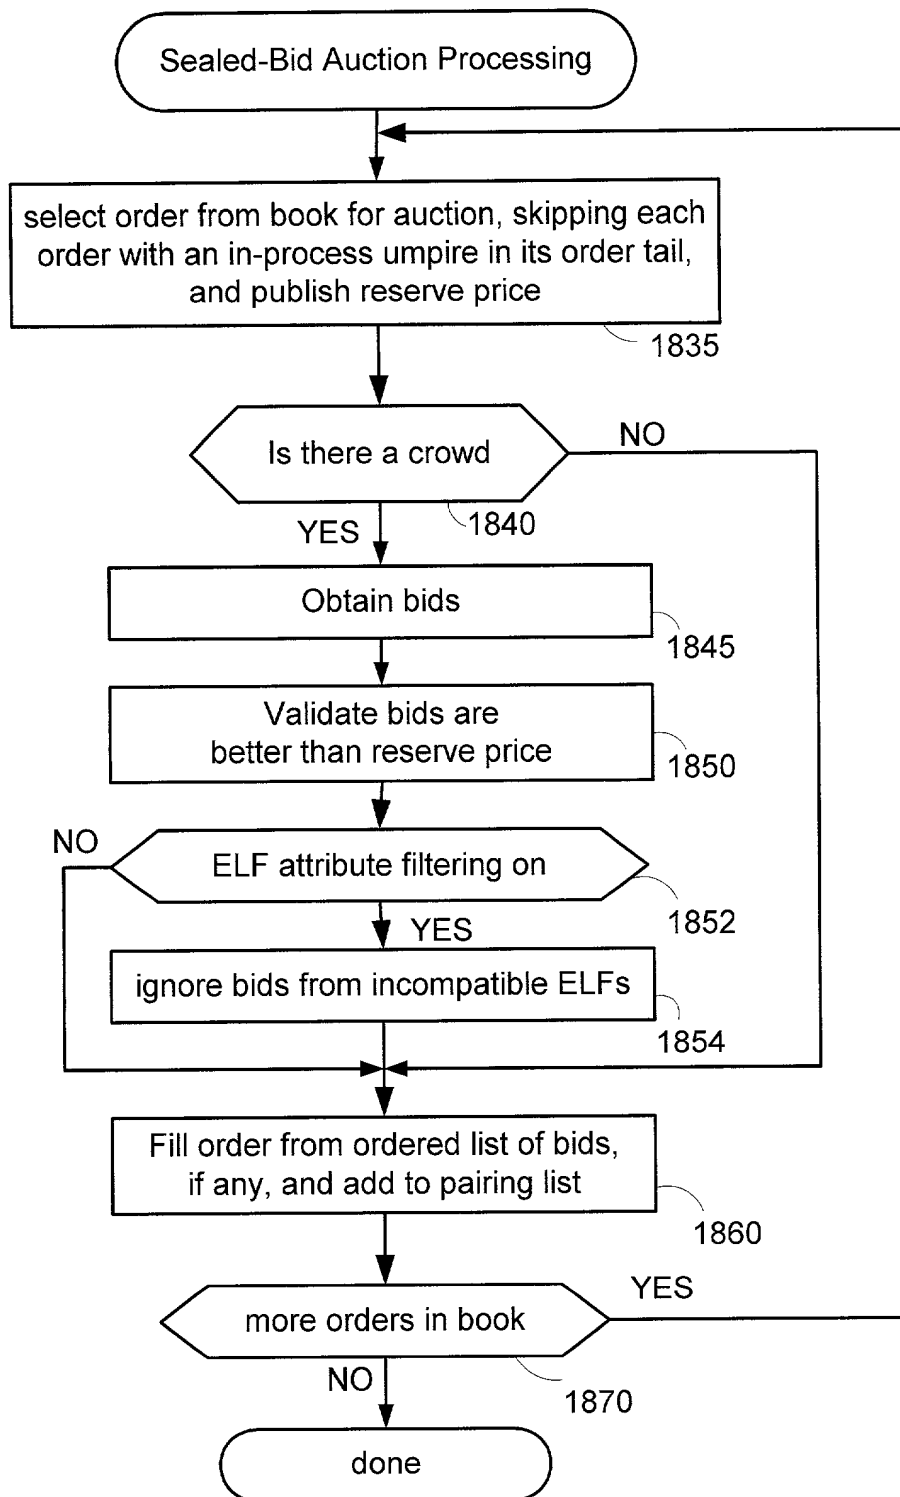 Sealed-Bid Auction Processing
select order from book for auction, skipping each
order with an in-process umpire in its order tail,
and publish reserve price
1835
Is there a crowd
NO
1840
YES
Obtain bids
1845
Validate bids are
better than reserve price
1850
NO
ELF attribute filtering on
1852
YES
ignore bids from incompatible ELFs
1854
Fill order from ordered list of bids,
if any, and add to pairing list
1860
YES
more orders in book
NO
1870
done